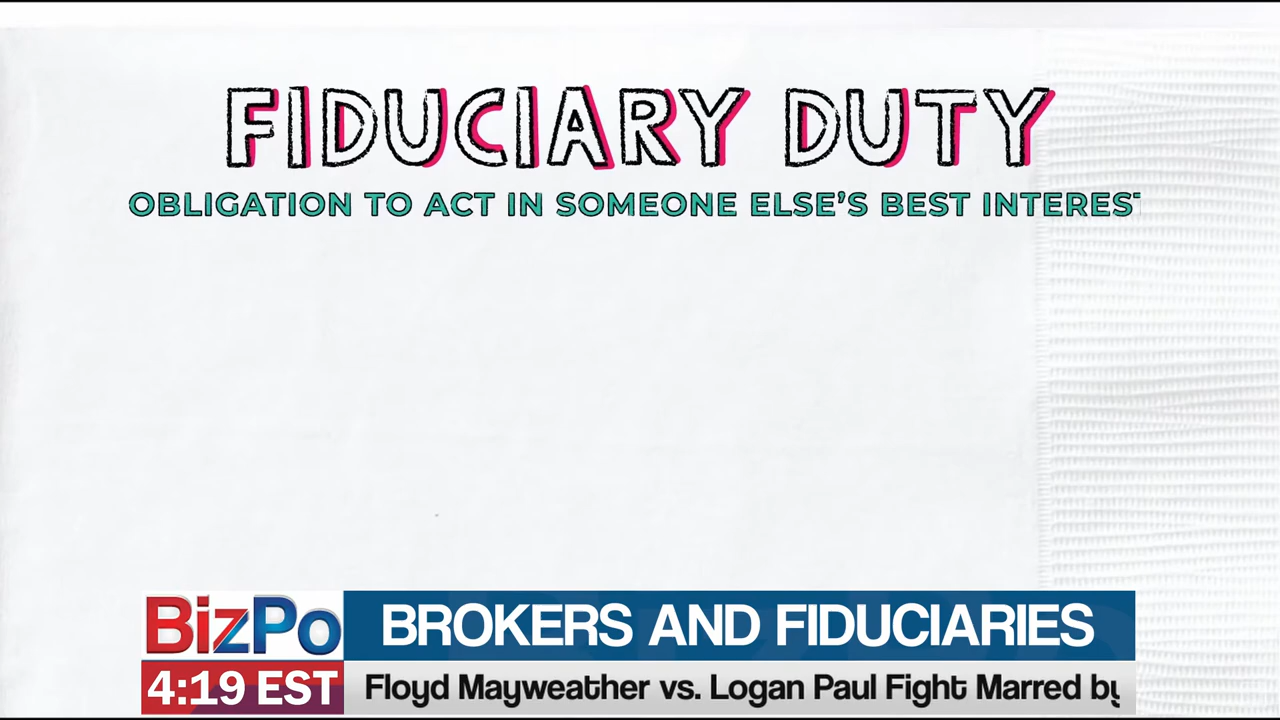 FIDUCIARY DUTY
OBLIGATION TO ACT IN SOMEONE ELSE'S BEST INTEREST
BizPo
BROKERS AND FIDUCIARIES
4:19 EST
Floyd Mayweather vs. Logan Paul Fight Marred by